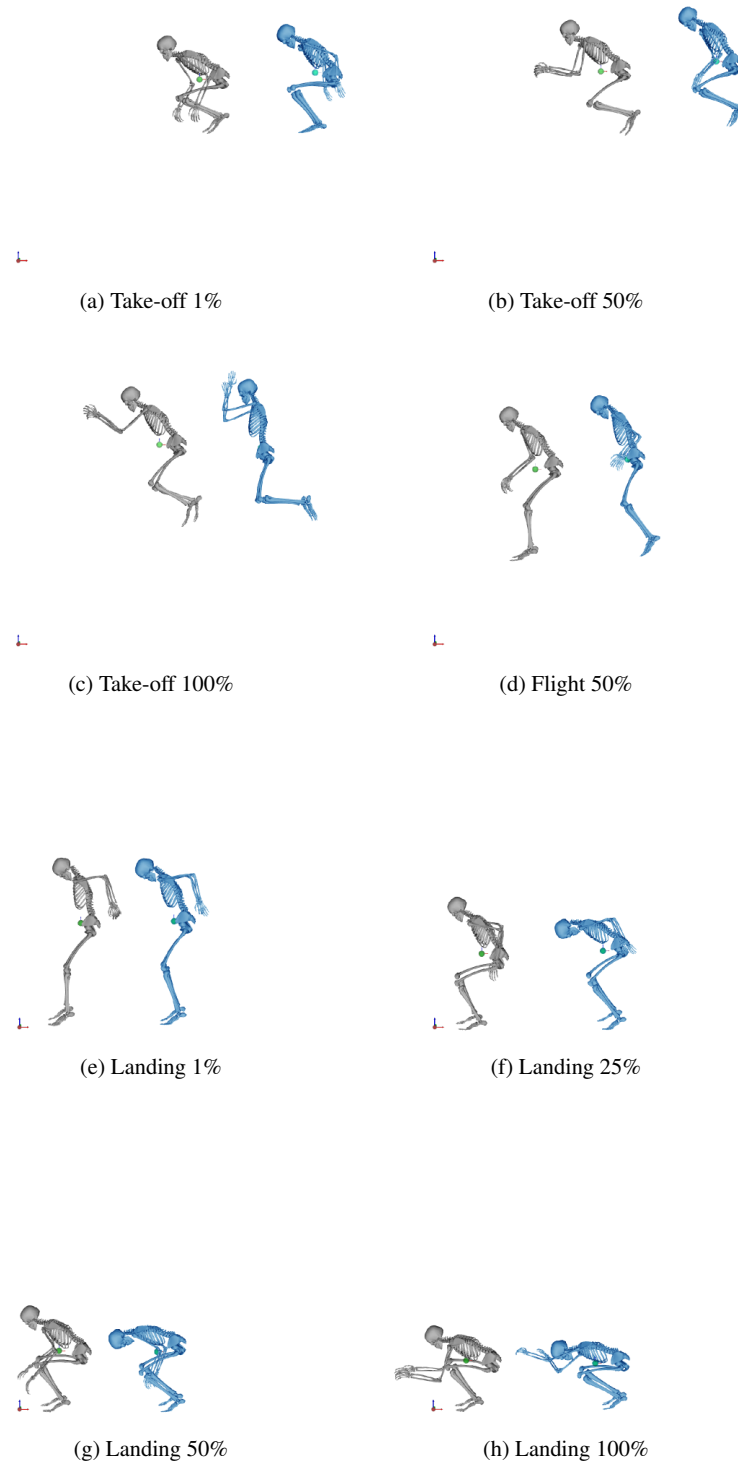 (a) Take-off 1%
(b) Take-off 50%
(c) Take-off 100%
(d) Flight 50%
(e) Landing 1%
(f) Landing 25%
(g) Landing 50%
(h) Landing 100%